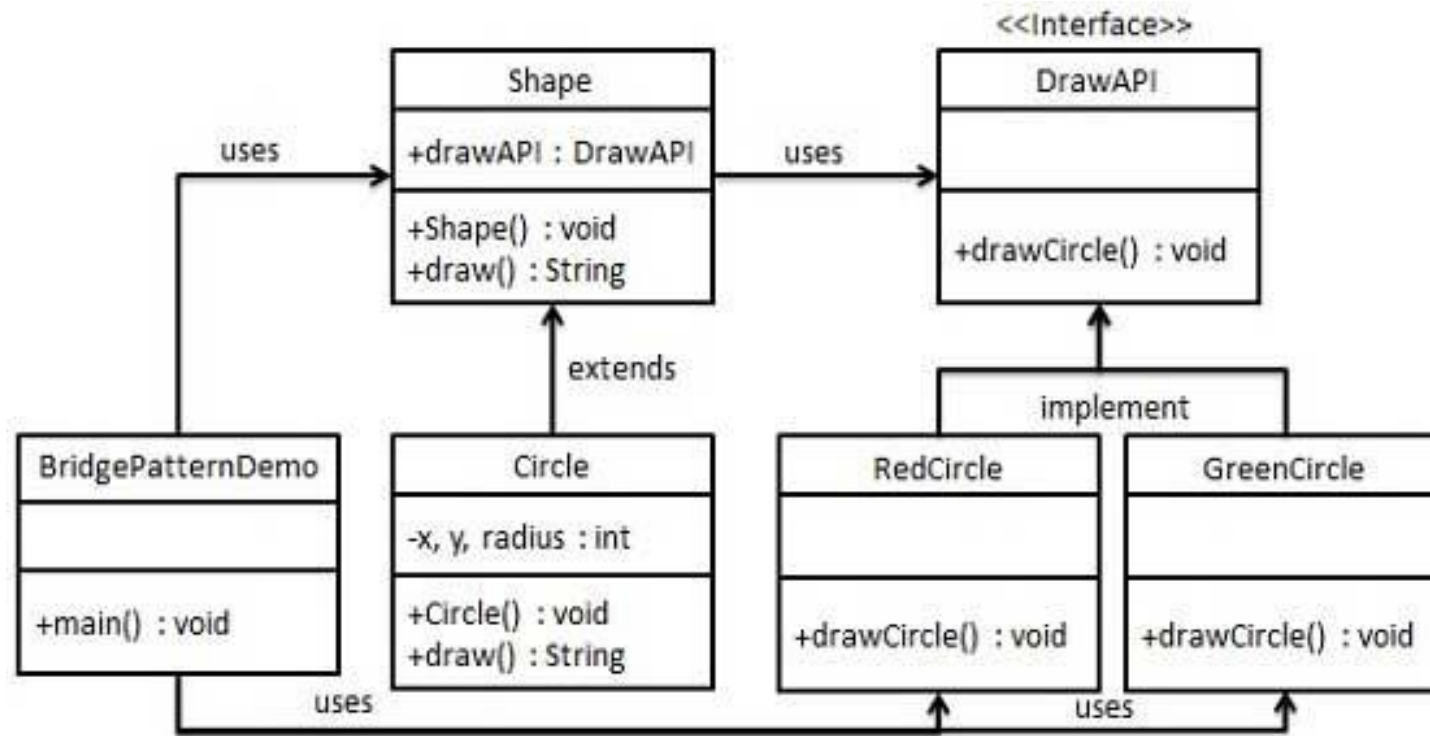 <<Interface>>
Shape
+drawAPI : DrawAPI
+Shape() : void
+draw() : String
DrawAPI
+drawCircle() : void
uses
uses
extends
implement
BridgePatternDemo
+main() : void
Circle
-x, y, radius : int
+Circle() : void
+draw() : String
RedCircle
+drawCircle() : void
GreenCircle
+drawCircle() : void
uses
uses